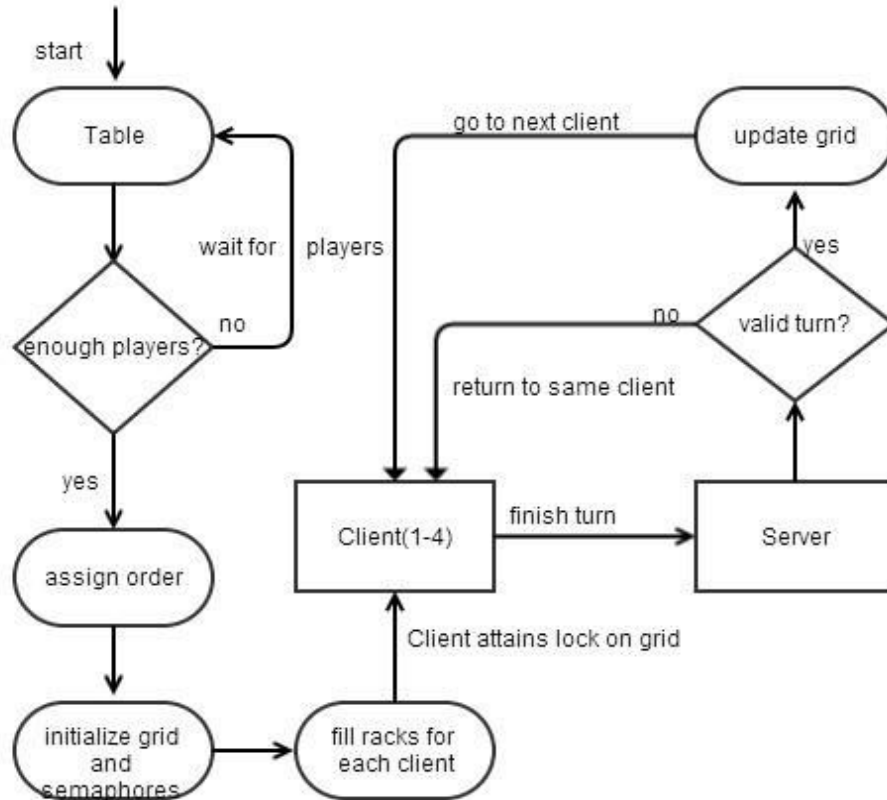 start
Table
wait for players
no
enough players?
yes
assign order
initialize grid
and
semaphores
fill racks for
each client
Client attains lock on grid
Client(1-4)
finish turn
Server
valid turn?
no
return to same client
yes
update grid
go to next client